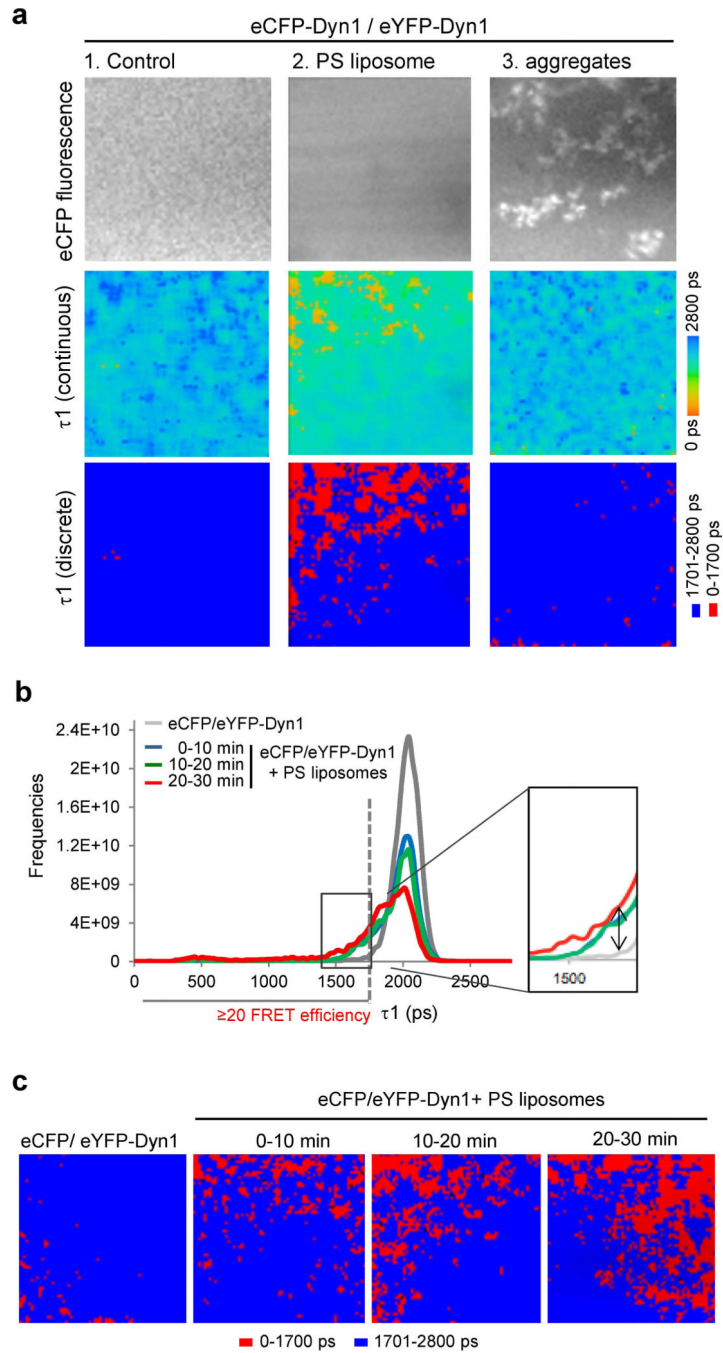 a
eCFP-Dyn1 / eYFP-Dyn1
1. Control
2. PS liposome
3. aggregates
eCFP fluorescence
τ1 (continuous)
0 ps
2800 ps
τ1 (discrete)
1701-2800 ps
0-1700 ps
b
eCFP/eYFP-Dyn1
0-10 min
10-20 min
20-30 min
eCFP/eYFP-Dyn1
+ PS liposomes
Frequencies
2.4E+10
2.0E+10
1.6E+10
1.2E+10
8E+09
4E+09
0
0 500 1000 1500 2000 2500
≥20 FRET efficiency
τ1 (ps)
1500
c
eCFP/eYFP-Dyn1+ PS liposomes
eCFP/ eYFP-Dyn1
0-10 min
10-20 min
20-30 min
0-1700 ps
1701-2800 ps